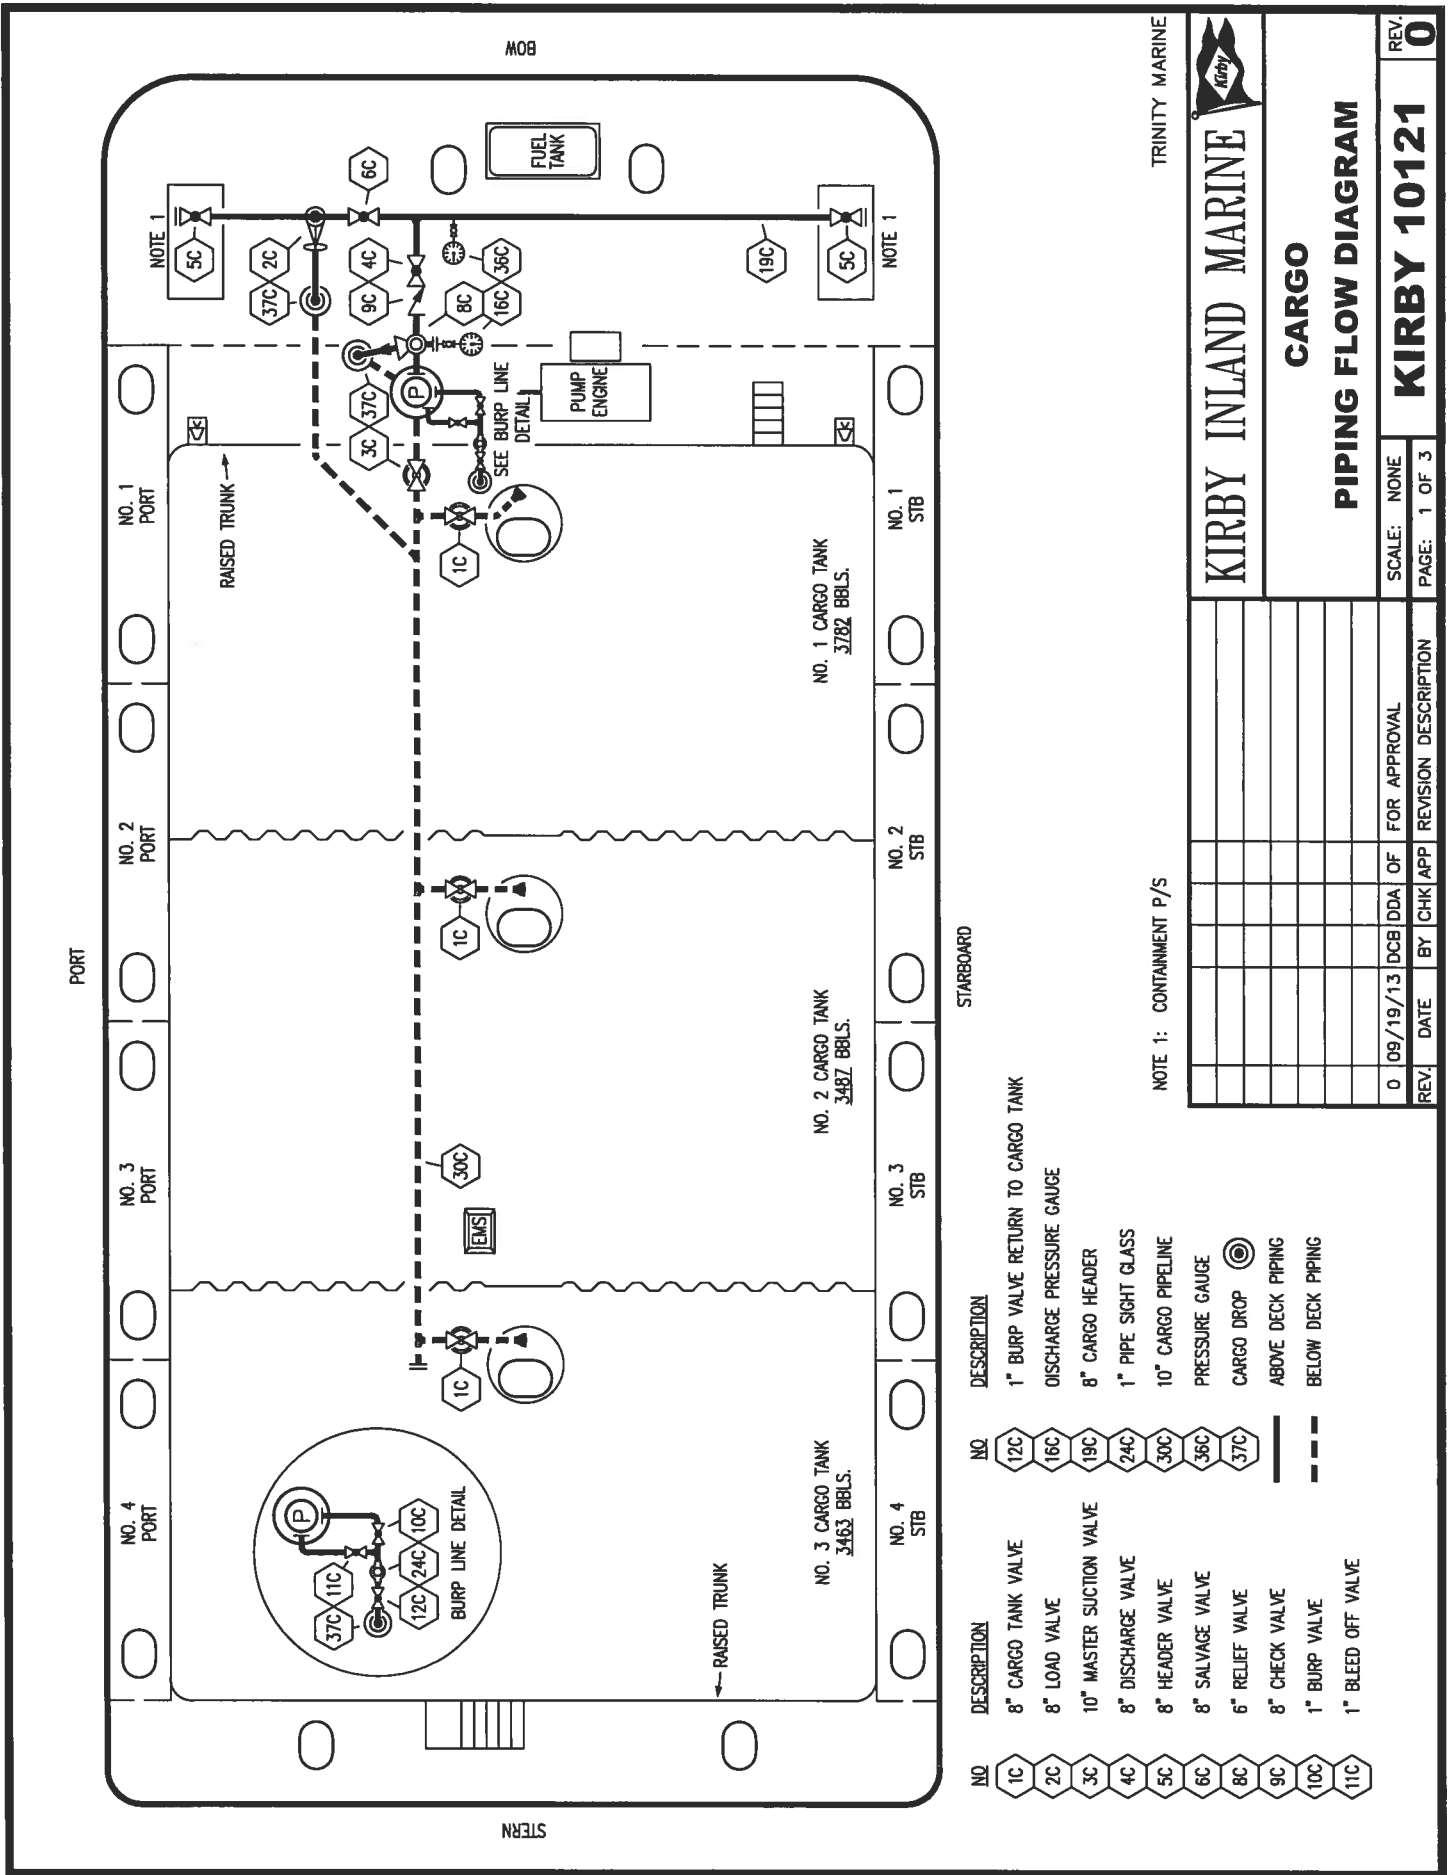 BOW
NOTE 1
5C
2C
37C
6C
4C
9C
8C
36C
16C
19C
5C
NOTE 1
FUEL
TANK
37C
3C
P
SEE BURP LINE
DETAIL
PUMP
ENGINE
RAISED TRUNK
1C
NO. 1
PORT
NO. 1
STB
NO. 1 CARGO TANK
3782 BBLS.
NO. 2
PORT
NO. 2
STB
1C
PORT
STARBOARD
NO. 2 CARGO TANK
3487 BBLS.
NO. 3
PORT
NO. 3
STB
30C
EMS
1C
NO. 3 CARGO TANK
3463 BBLS.
NO. 4
PORT
NO. 4
STB
P
37C
11C
12C
24C
10C
BURP LINE DETAIL
RAISED TRUNK
STERN
NO DESCRIPTION
1C 8" CARGO TANK VALVE
2C 8" LOAD VALVE
3C 10" MASTER SUCTION VALVE
4C 8" DISCHARGE VALVE
5C 8" HEADER VALVE
6C 8" SALVAGE VALVE
8C 6" RELIEF VALVE
9C 8" CHECK VALVE
10C 1" BURP VALVE
11C 1" BLEED OFF VALVE
NO DESCRIPTION
12C 1" BURP VALVE RETURN TO CARGO TANK
16C DISCHARGE PRESSURE GAUGE
19C 8" CARGO HEADER
24C 1" PIPE SIGHT GLASS
30C 10" CARGO PIPELINE
36C PRESSURE GAUGE
37C CARGO DROP
ABOVE DECK PIPING
BELOW DECK PIPING
NOTE 1: CONTAINMENT P/S
TRINITY MARINE
0 09/19/13 DCB DDA OF FOR APPROVAL
REV. DATE BY CHK APP REVISION DESCRIPTION
KIRBY INLAND MARINE
Kirby
CARGO
PIPING FLOW DIAGRAM
SCALE: NONE
PAGE: 1 OF 3
KIRBY 10121
REV.
0